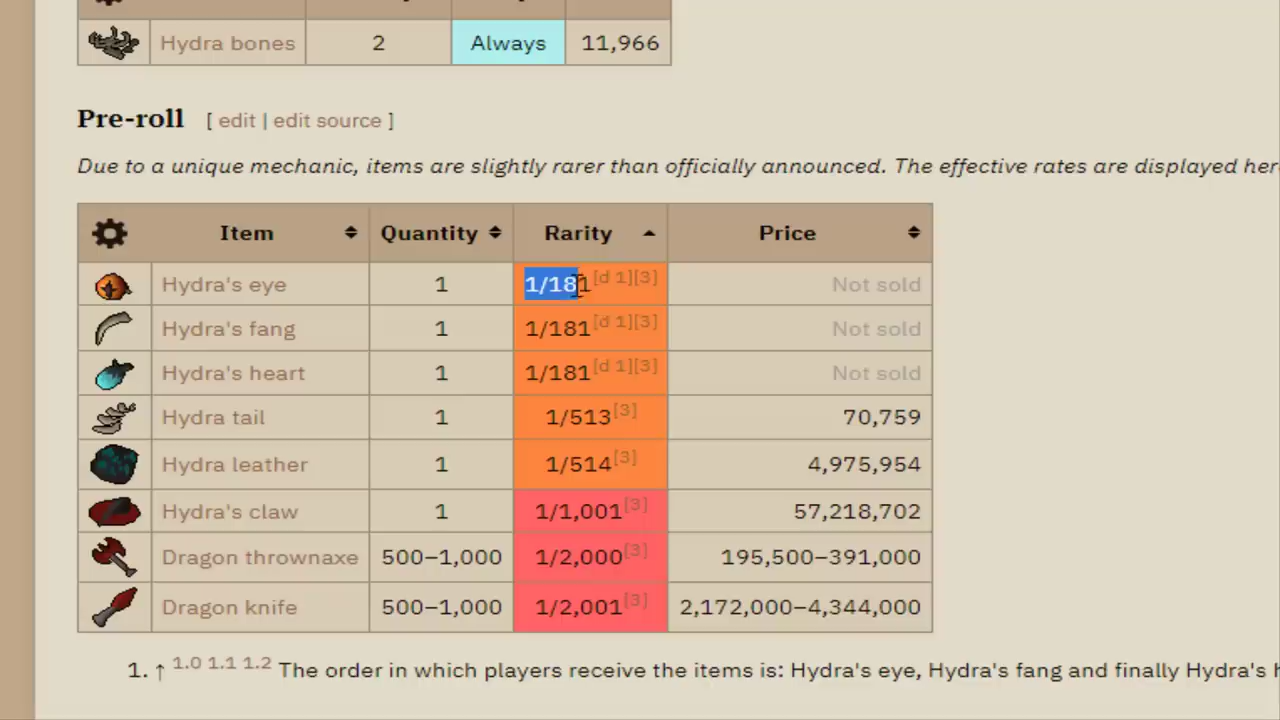 Hydra bones 2 Always 11,966
Pre-roll [ edit | edit source ]
Due to a unique mechanic, items are slightly rarer than officially announced. The effective rates are displayed
Item Quantity Rarity Price
Hydra's eye 1 1/181[d 1][3] Not sold
Hydra's fang 1 1/181[d 1][3] Not sold
Hydra's heart 1 1/181[d 1][3] Not sold
Hydra tail 1 1/513[3] 70,759
Hydra leather 1 1/514[3] 4,975,954
Hydra's claw 1 1/1,001[3] 57,218,702
Dragon thrownaxe 500–1,000 1/2,000[3] 195,500–391,000
Dragon knife 500–1,000 1/2,001[3] 2,172,000–4,344,000
1. ↑ 1.0 1.1 1.2 The order in which players receive the items is: Hydra's eye, Hydra's fang and finally Hydra's